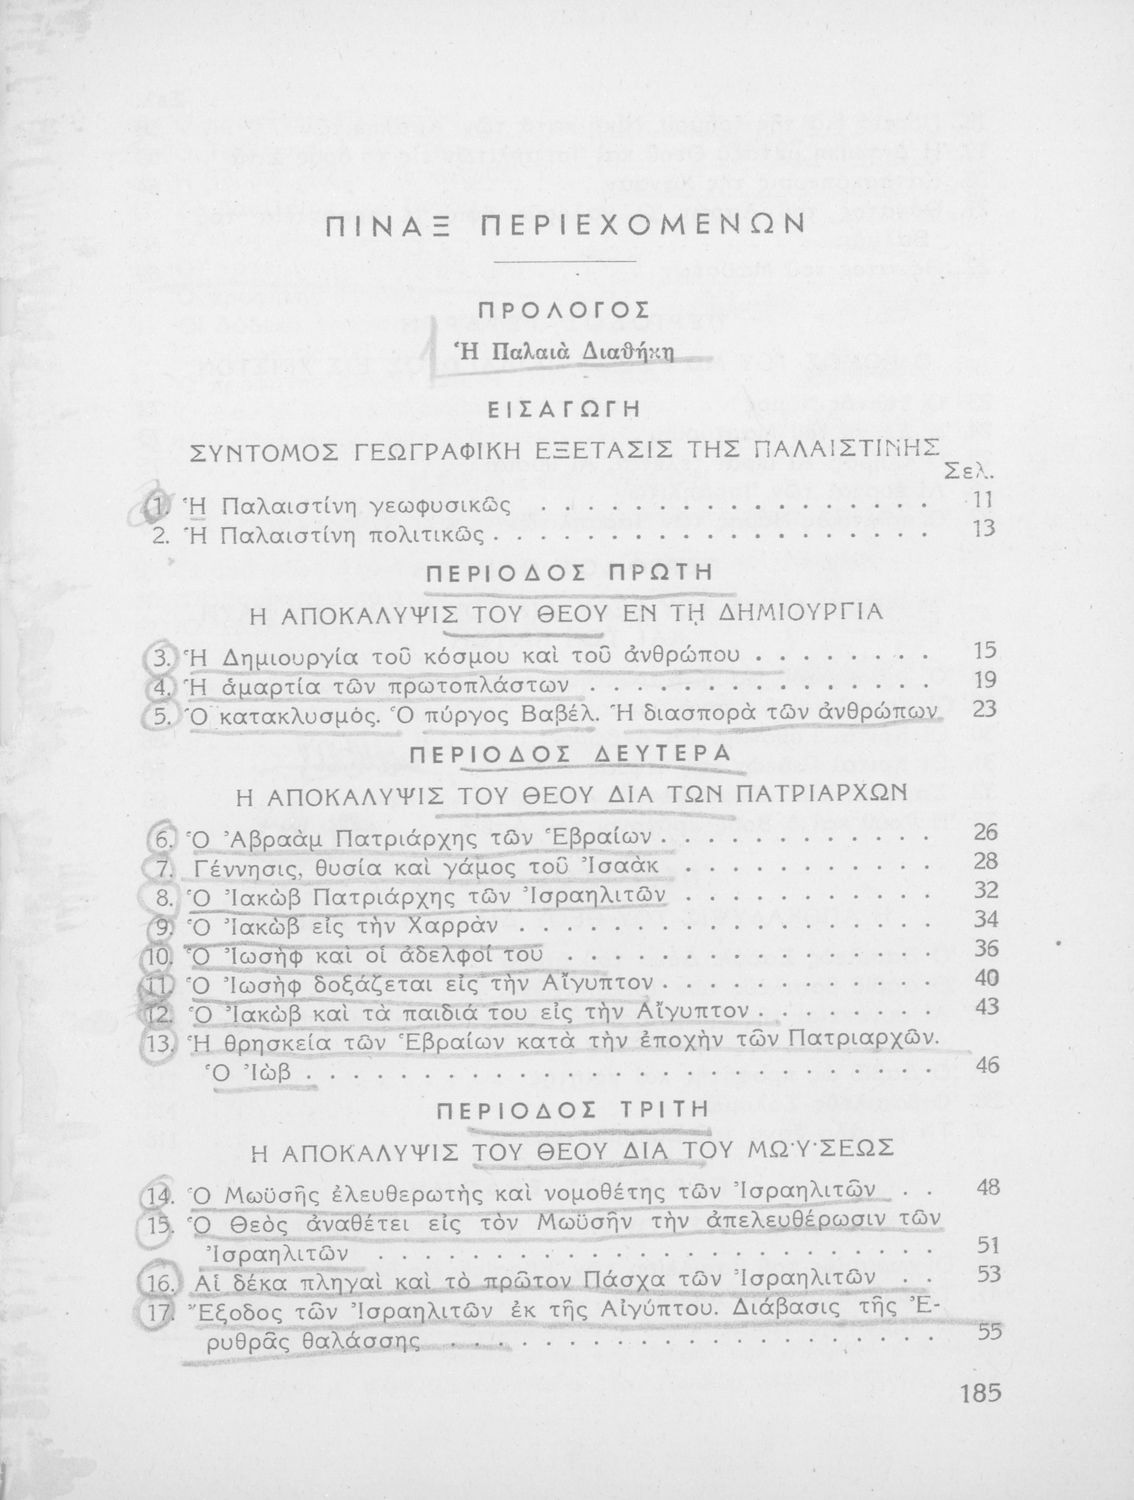 ΠΙΝΑΞ ΠΕΡΙΕΧΟΜΕΝΩΝ
ΠΡΟΛΟΓΟΣ
Ἡ Παλαιὰ Διαθήκη
ΕΙΣΑΓΩΓΗ
ΣΥΝΤΟΜΟΣ ΓΕΩΓΡΑΦΙΚΗ ΕΞΕΤΑΣΙΣ ΤΗΣ ΠΑΛΑΙΣΤΙΝΗΣ
Σελ.
1. Ἡ Παλαιστίνη γεωφυσικῶς . . . . . . . . . . . . . . . . . 11
2. Ἡ Παλαιστίνη πολιτικῶς . . . . . . . . . . . . . . . . . . . 13
ΠΕΡΙΟΔΟΣ ΠΡΩΤΗ
Η ΑΠΟΚΑΛΥΨΙΣ ΤΟΥ ΘΕΟΥ ΕΝ Τῌ ΔΗΜΙΟΥΡΓΙΑ
3. Ἡ Δημιουργία τοῦ κόσμου καὶ τοῦ ἀνθρώπου . . . . . . . . 15
4. Ἡ ἁμαρτία τῶν πρωτοπλάστων . . . . . . . . . . . . . . . 19
5. Ὁ κατακλυσμός. Ὁ πύργος Βαβέλ. Ἡ διασπορὰ τῶν ἀνθρώπων 23
ΠΕΡΙΟΔΟΣ ΔΕΥΤΕΡΑ
Η ΑΠΟΚΑΛΥΨΙΣ ΤΟΥ ΘΕΟΥ ΔΙΑ ΤΩΝ ΠΑΤΡΙΑΡΧΩΝ
6. Ὁ Ἀβραὰμ Πατριάρχης τῶν Ἑβραίων . . . . . . . . . . . . 26
7. Γέννησις, θυσία καὶ γάμος τοῦ Ἰσαὰκ . . . . . . . . . . . 28
8. Ὁ Ἰακὼβ Πατριάρχης τῶν Ἰσραηλιτῶν . . . . . . . . . . . 32
9. Ὁ Ἰακὼβ εἰς τὴν Χαρρὰν . . . . . . . . . . . . . . . . . . 34
10. Ὁ Ἰωσὴφ καὶ οἱ ἀδελφοί του . . . . . . . . . . . . . . . . 36
11. Ὁ Ἰωσὴφ δοξάζεται εἰς τὴν Αἴγυπτον . . . . . . . . . . . . 40
12. Ὁ Ἰακὼβ καὶ τὰ παιδιά του εἰς τὴν Αἴγυπτον . . . . . . . . 43
13. Ἡ θρησκεία τῶν Ἑβραίων κατὰ τὴν ἐποχὴν τῶν Πατριαρχῶν.
Ὁ Ἰὼβ . . . . . . . . . . . . . . . . . . . . . . . . . . . 46
ΠΕΡΙΟΔΟΣ ΤΡΙΤΗ
Η ΑΠΟΚΑΛΥΨΙΣ ΤΟΥ ΘΕΟΥ ΔΙΑ ΤΟΥ ΜΩ·Υ·ΣΕΩΣ
14. Ὁ Μωϋσῆς ἐλευθερωτὴς καὶ νομοθέτης τῶν Ἰσραηλιτῶν . . 48
15. Ὁ Θεὸς ἀναθέτει εἰς τὸν Μωϋσῆν τὴν ἀπελευθέρωσιν τῶν
Ἰσραηλιτῶν . . . . . . . . . . . . . . . . . . . . . . . . 51
16. Αἱ δέκα πληγαὶ καὶ τὸ πρῶτον Πάσχα τῶν Ἰσραηλιτῶν . . 53
17. Ἔξοδος τῶν Ἰσραηλιτῶν ἐκ τῆς Αἰγύπτου. Διάβασις τῆς Ἐ-
ρυθρᾶς θαλάσσης . . . . . . . . . . . . . . . . . . . . . . 55
185